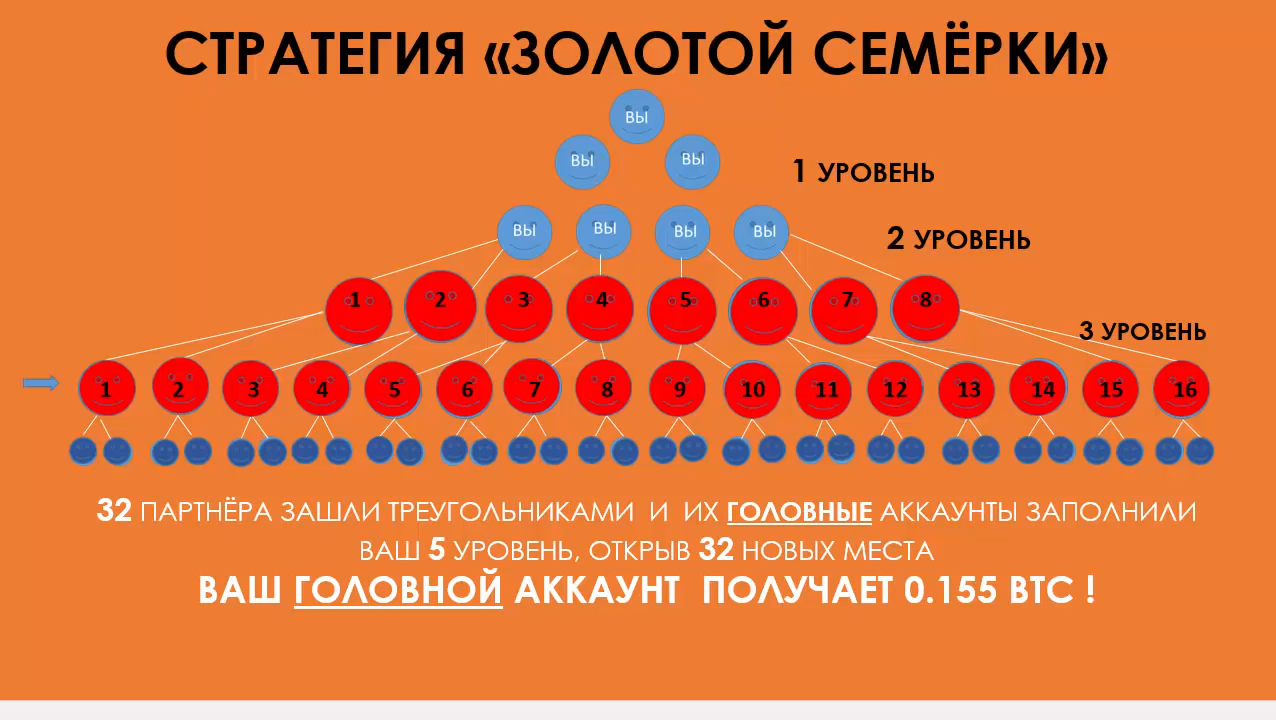 СТРАТЕГИЯ «ЗОЛОТОЙ СЕМЁРКИ»
ВЫ
ВЫ ВЫ
1 УРОВЕНЬ
ВЫ ВЫ ВЫ ВЫ
2 УРОВЕНЬ
1 2 3 4 5 6 7 8
3 УРОВЕНЬ
1 2 3 4 5 6 7 8 9 10 11 12 13 14 15 16
32 ПАРТНЁРА ЗАШЛИ ТРЕУГОЛЬНИКАМИ И ИХ ГОЛОВНЫЕ АККАУНТЫ ЗАПОЛНИЛИ
ВАШ 5 УРОВЕНЬ, ОТКРЫВ 32 НОВЫХ МЕСТА
ВАШ ГОЛОВНОЙ АККАУНТ ПОЛУЧАЕТ 0.155 BTC !